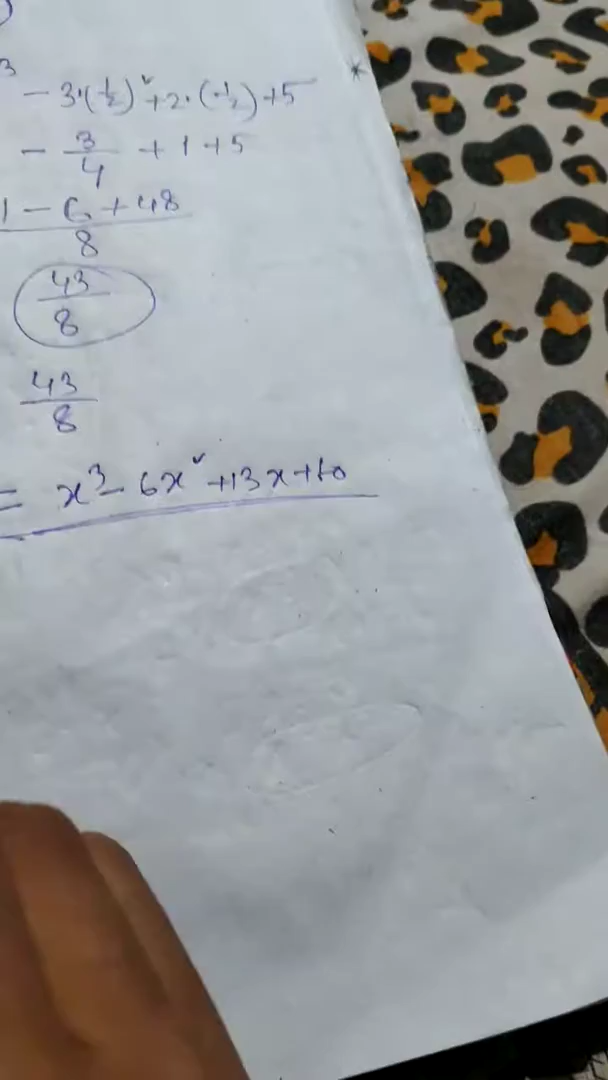 3
- 3·(1/2)² + 2·(1/2) + 5
- 3/4 + 1 + 5
1 - 6 + 48 / 8
43/8
43/8
= x³ - 6x² + 13x + 10